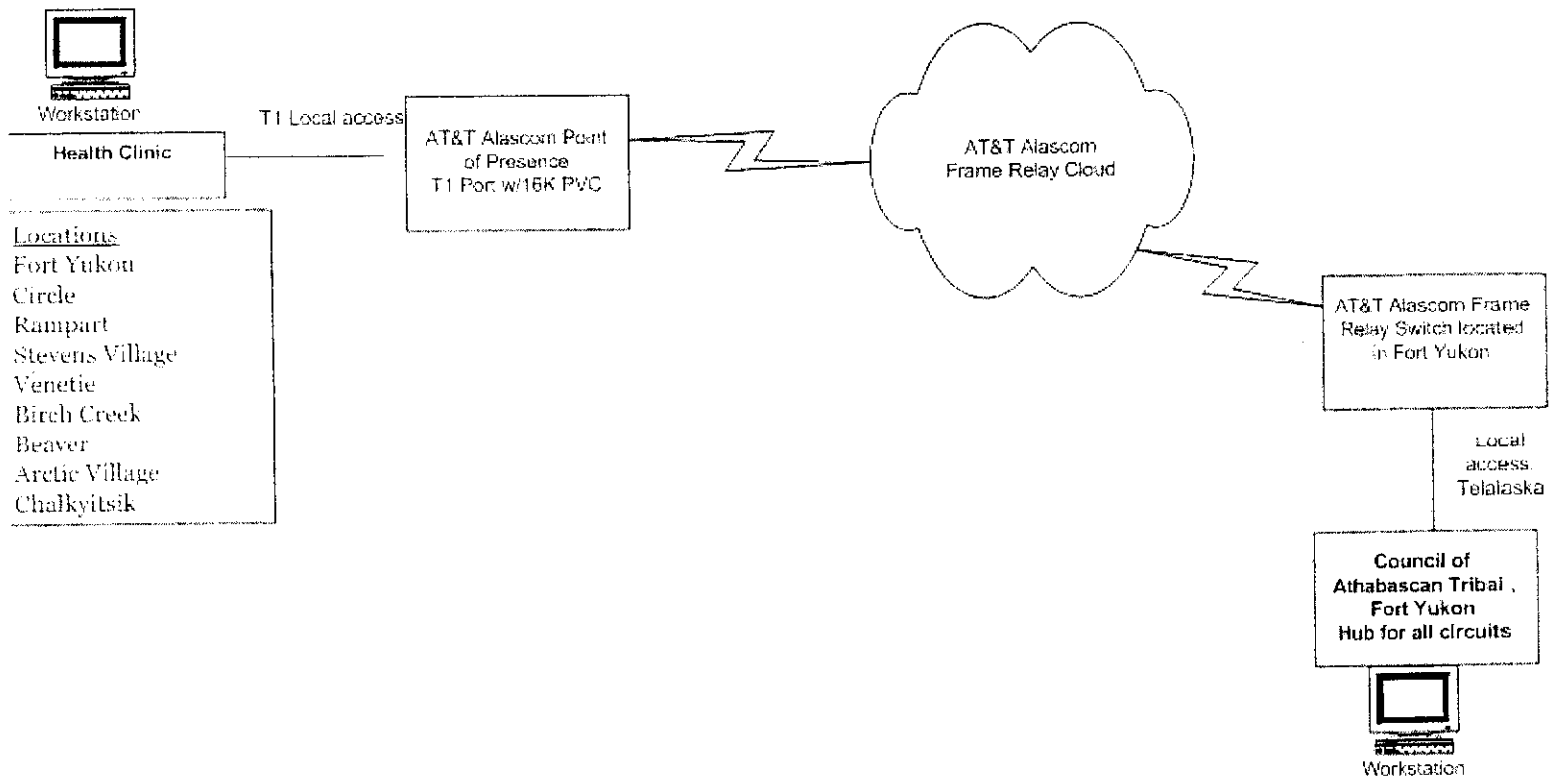 Workstation
Health Clinic
Locations
Fort Yukon
Circle
Rampart
Stevens Village
Venetie
Birch Creek
Beaver
Arctic Village
Chalkyitsik
T1 Local access
AT&T Alascom Point
of Presence
T1 Port w/16K PVC
AT&T Alascom
Frame Relay Cloud
AT&T Alascom Frame
Relay Switch located
in Fort Yukon
Local
access
Telalaska
Council of
Athabascan Tribal ,
Fort Yukon
Hub for all circuits
Workstation